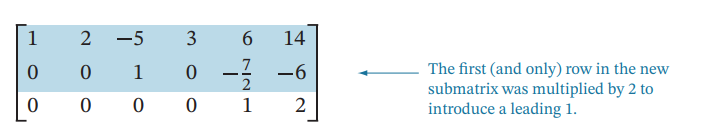 1 2 −5 3 6 14
0 0 1 0 −7/2 −6
0 0 0 0 1 2
The first (and only) row in the new
submatrix was multiplied by 2 to
introduce a leading 1.